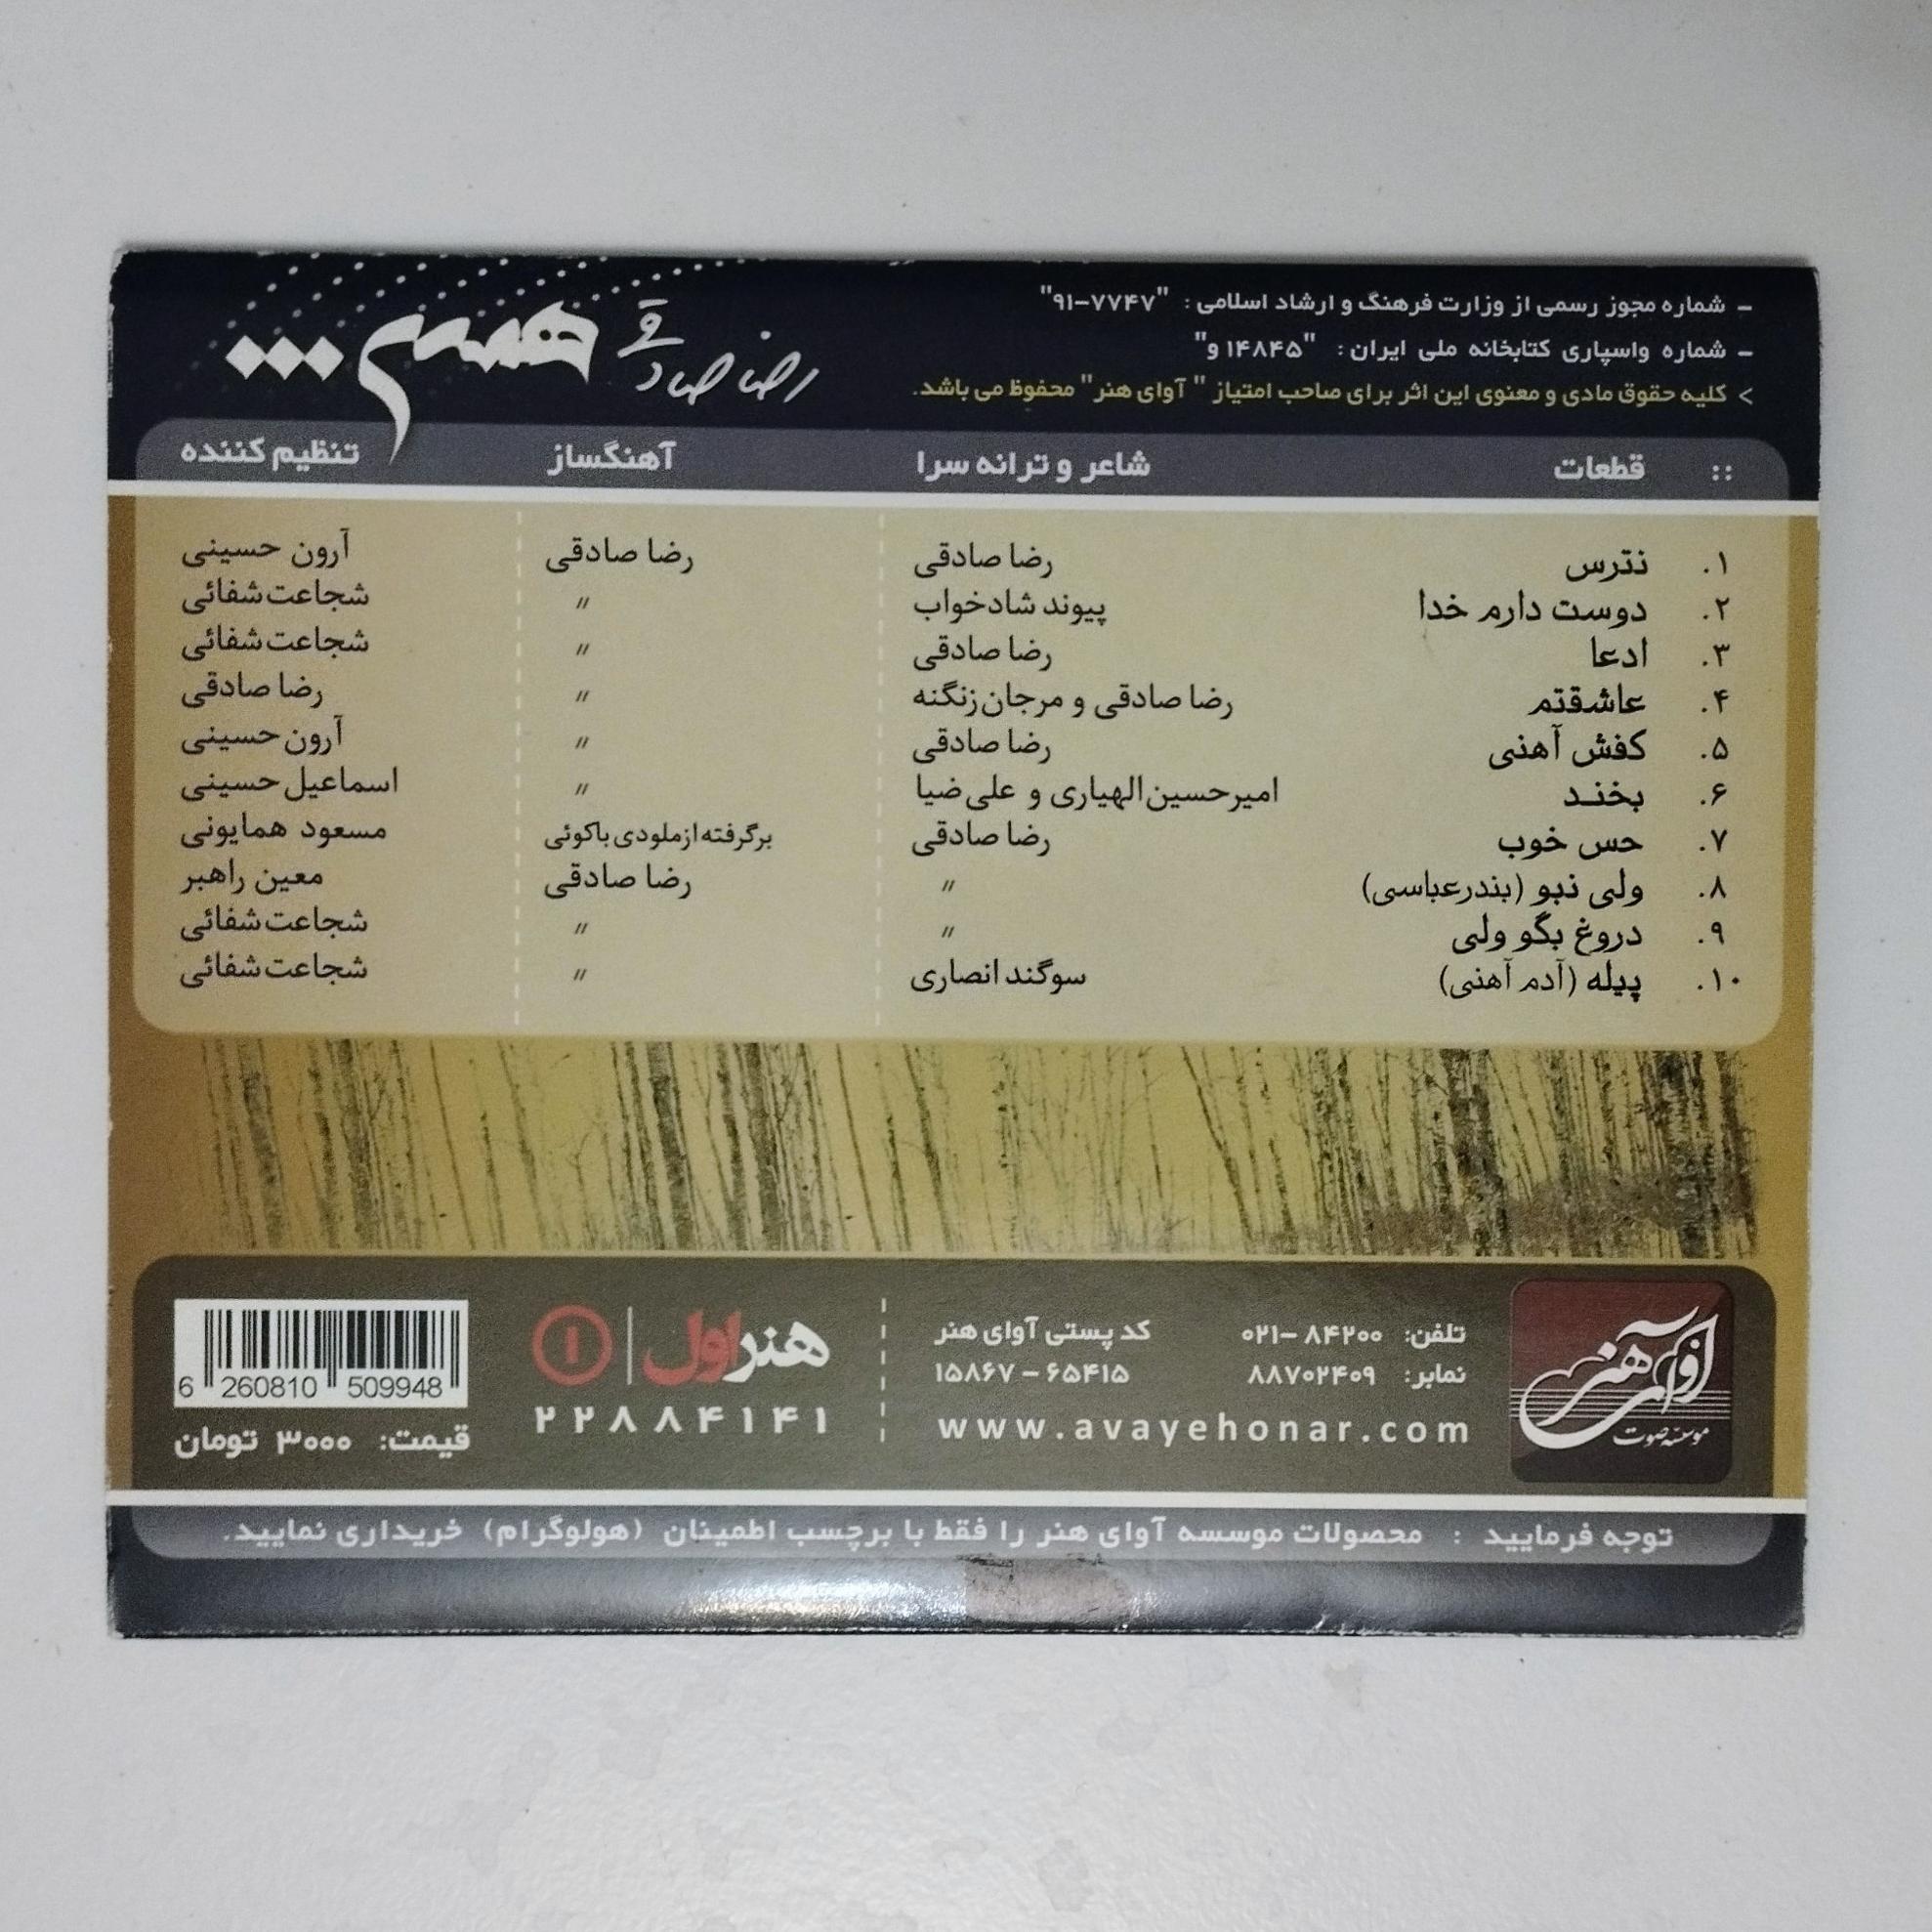 - شماره مجوز رسمی از وزارت فرهنگ و ارشاد اسلامی : "۷۷۴۷-۹۱"
- شماره واسپاری کتابخانه ملی ایران : "۱۴۸۴۵ و"
> کلیه حقوق مادی و معنوی این اثر برای صاحب امتیاز " آوای هنر" محفوظ می باشد.
رضا صادقی هستم ...
:: قطعات شاعر و ترانه سرا آهنگساز تنظیم کننده
۱. نترس رضا صادقی رضا صادقی آرون حسینی
۲. دوست دارم خدا پیوند شادخواب " شجاعت شفائی
۳. ادعا رضا صادقی " شجاعت شفائی
۴. عاشقتم رضا صادقی و مرجان زنگنه " رضا صادقی
۵. کفش آهنی رضا صادقی " آرون حسینی
۶. بخند امیرحسین الهیاری و علی ضیا " اسماعیل حسینی
۷. حس خوب رضا صادقی برگرفته از ملودی باکوئی مسعود همایونی
۸. ولی نبو (بندرعباسی) " رضا صادقی معین راهبر
۹. دروغ بگو ولی " " شجاعت شفائی
۱۰. پیله (آدم آهنی) سوگند انصاری " شجاعت شفائی
آوای هنر
موسسه صوت
تلفن: ۸۴۲۰۰ -۰۲۱ کد پستی آوای هنر
نمابر: ۸۸۷۰۲۴۰۹ ۶۵۴۱۵ - ۱۵۸۶۷
www.avayehonar.com
هنر اول ۱
۲۲۸۸۴۱۴۱
6 260810 509948
قیمت: ۳۰۰۰ تومان
توجه فرمایید : محصولات موسسه آوای هنر را فقط با برچسب اطمینان (هولوگرام) خریداری نمایید.